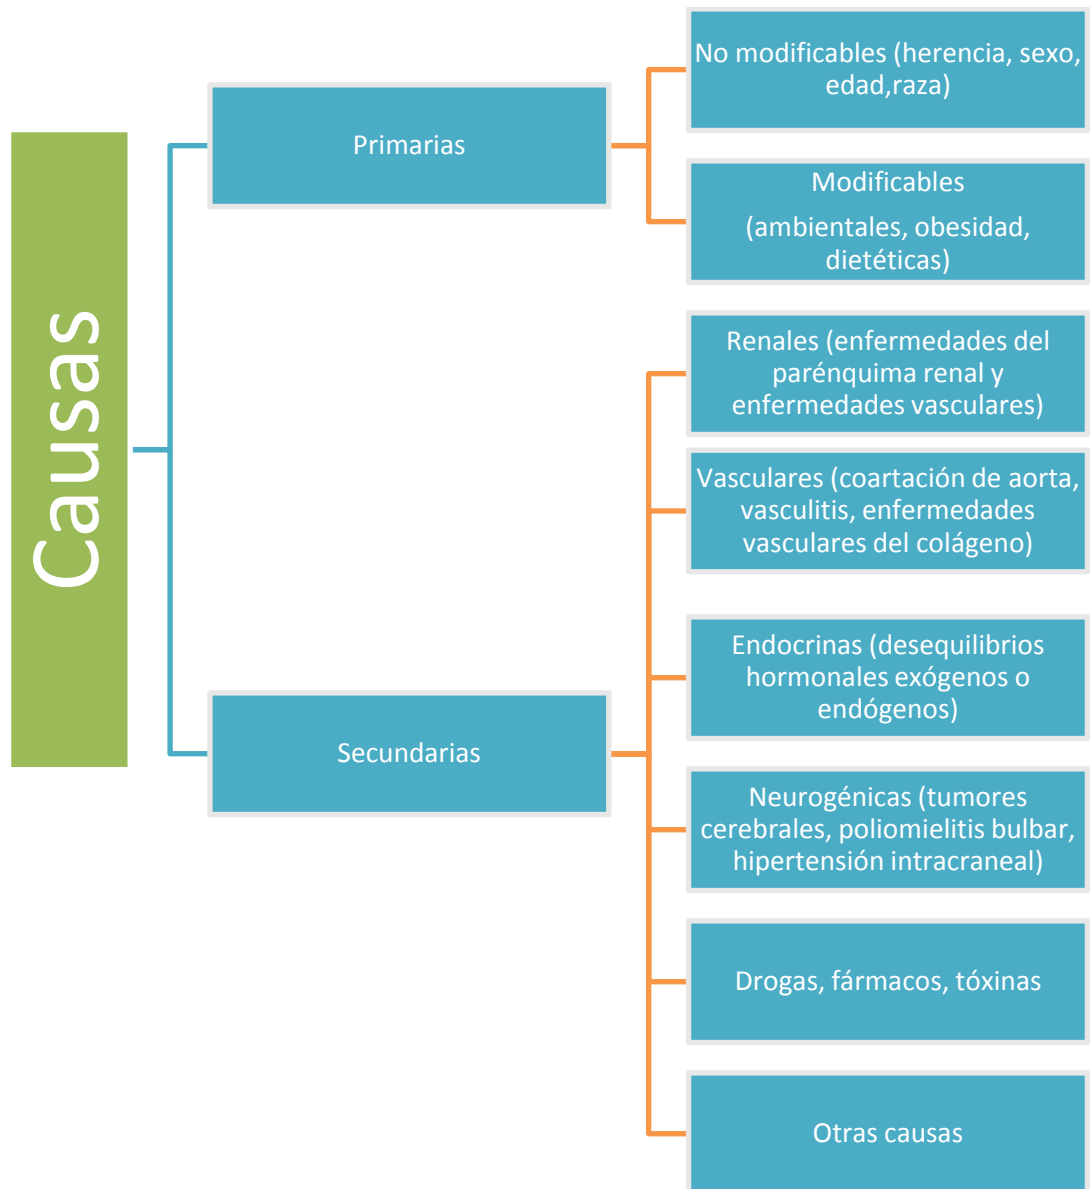 Causas
Primarias
No modificables (herencia, sexo,
edad,raza)
Modificables
(ambientales, obesidad,
dietéticas)
Secundarias
Renales (enfermedades del
parénquima renal y
enfermedades vasculares)
Vasculares (coartación de aorta,
vasculitis, enfermedades
vasculares del colágeno)
Endocrinas (desequilibrios
hormonales exógenos o
endógenos)
Neurogénicas (tumores
cerebrales, poliomielitis bulbar,
hipertensión intracraneal)
Drogas, fármacos, tóxinas
Otras causas